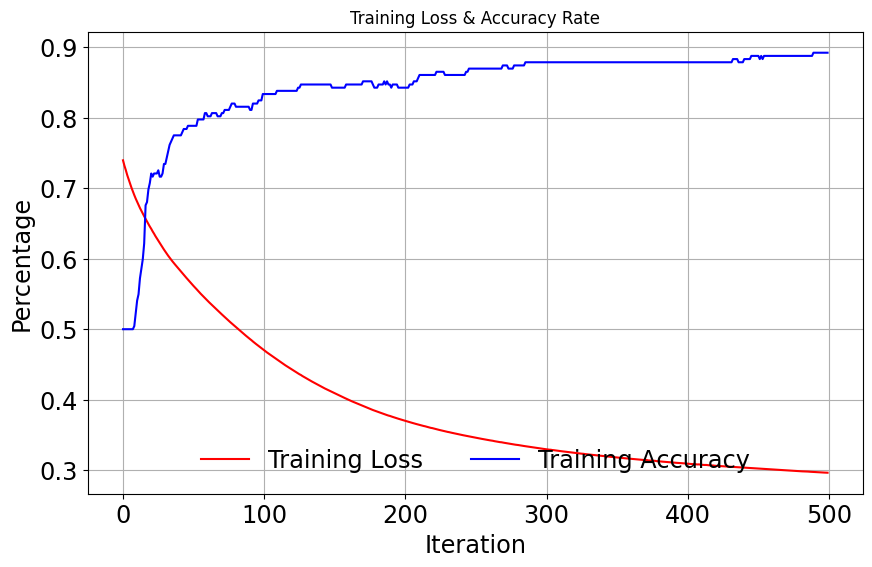 Training Loss & Accuracy Rate
0.9
0.8
0.7
0.6
0.5
0.4
0.3
Percentage
Training Loss
Training Accuracy
0 100 200 300 400 500
Iteration